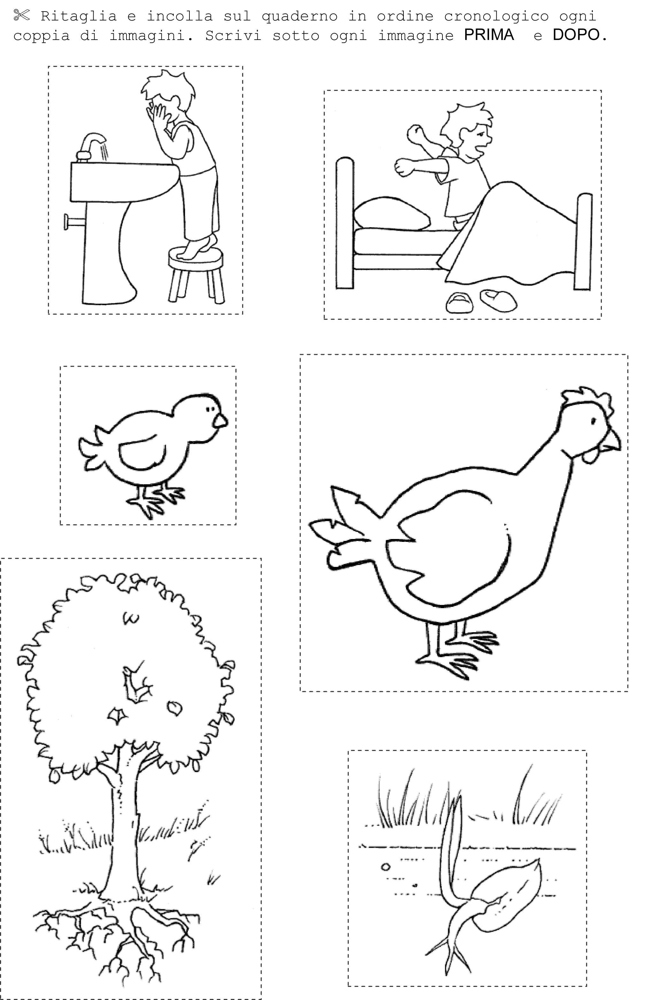 ✄ Ritaglia e incolla sul quaderno in ordine cronologico ogni
coppia di immagini. Scrivi sotto ogni immagine PRIMA e DOPO.